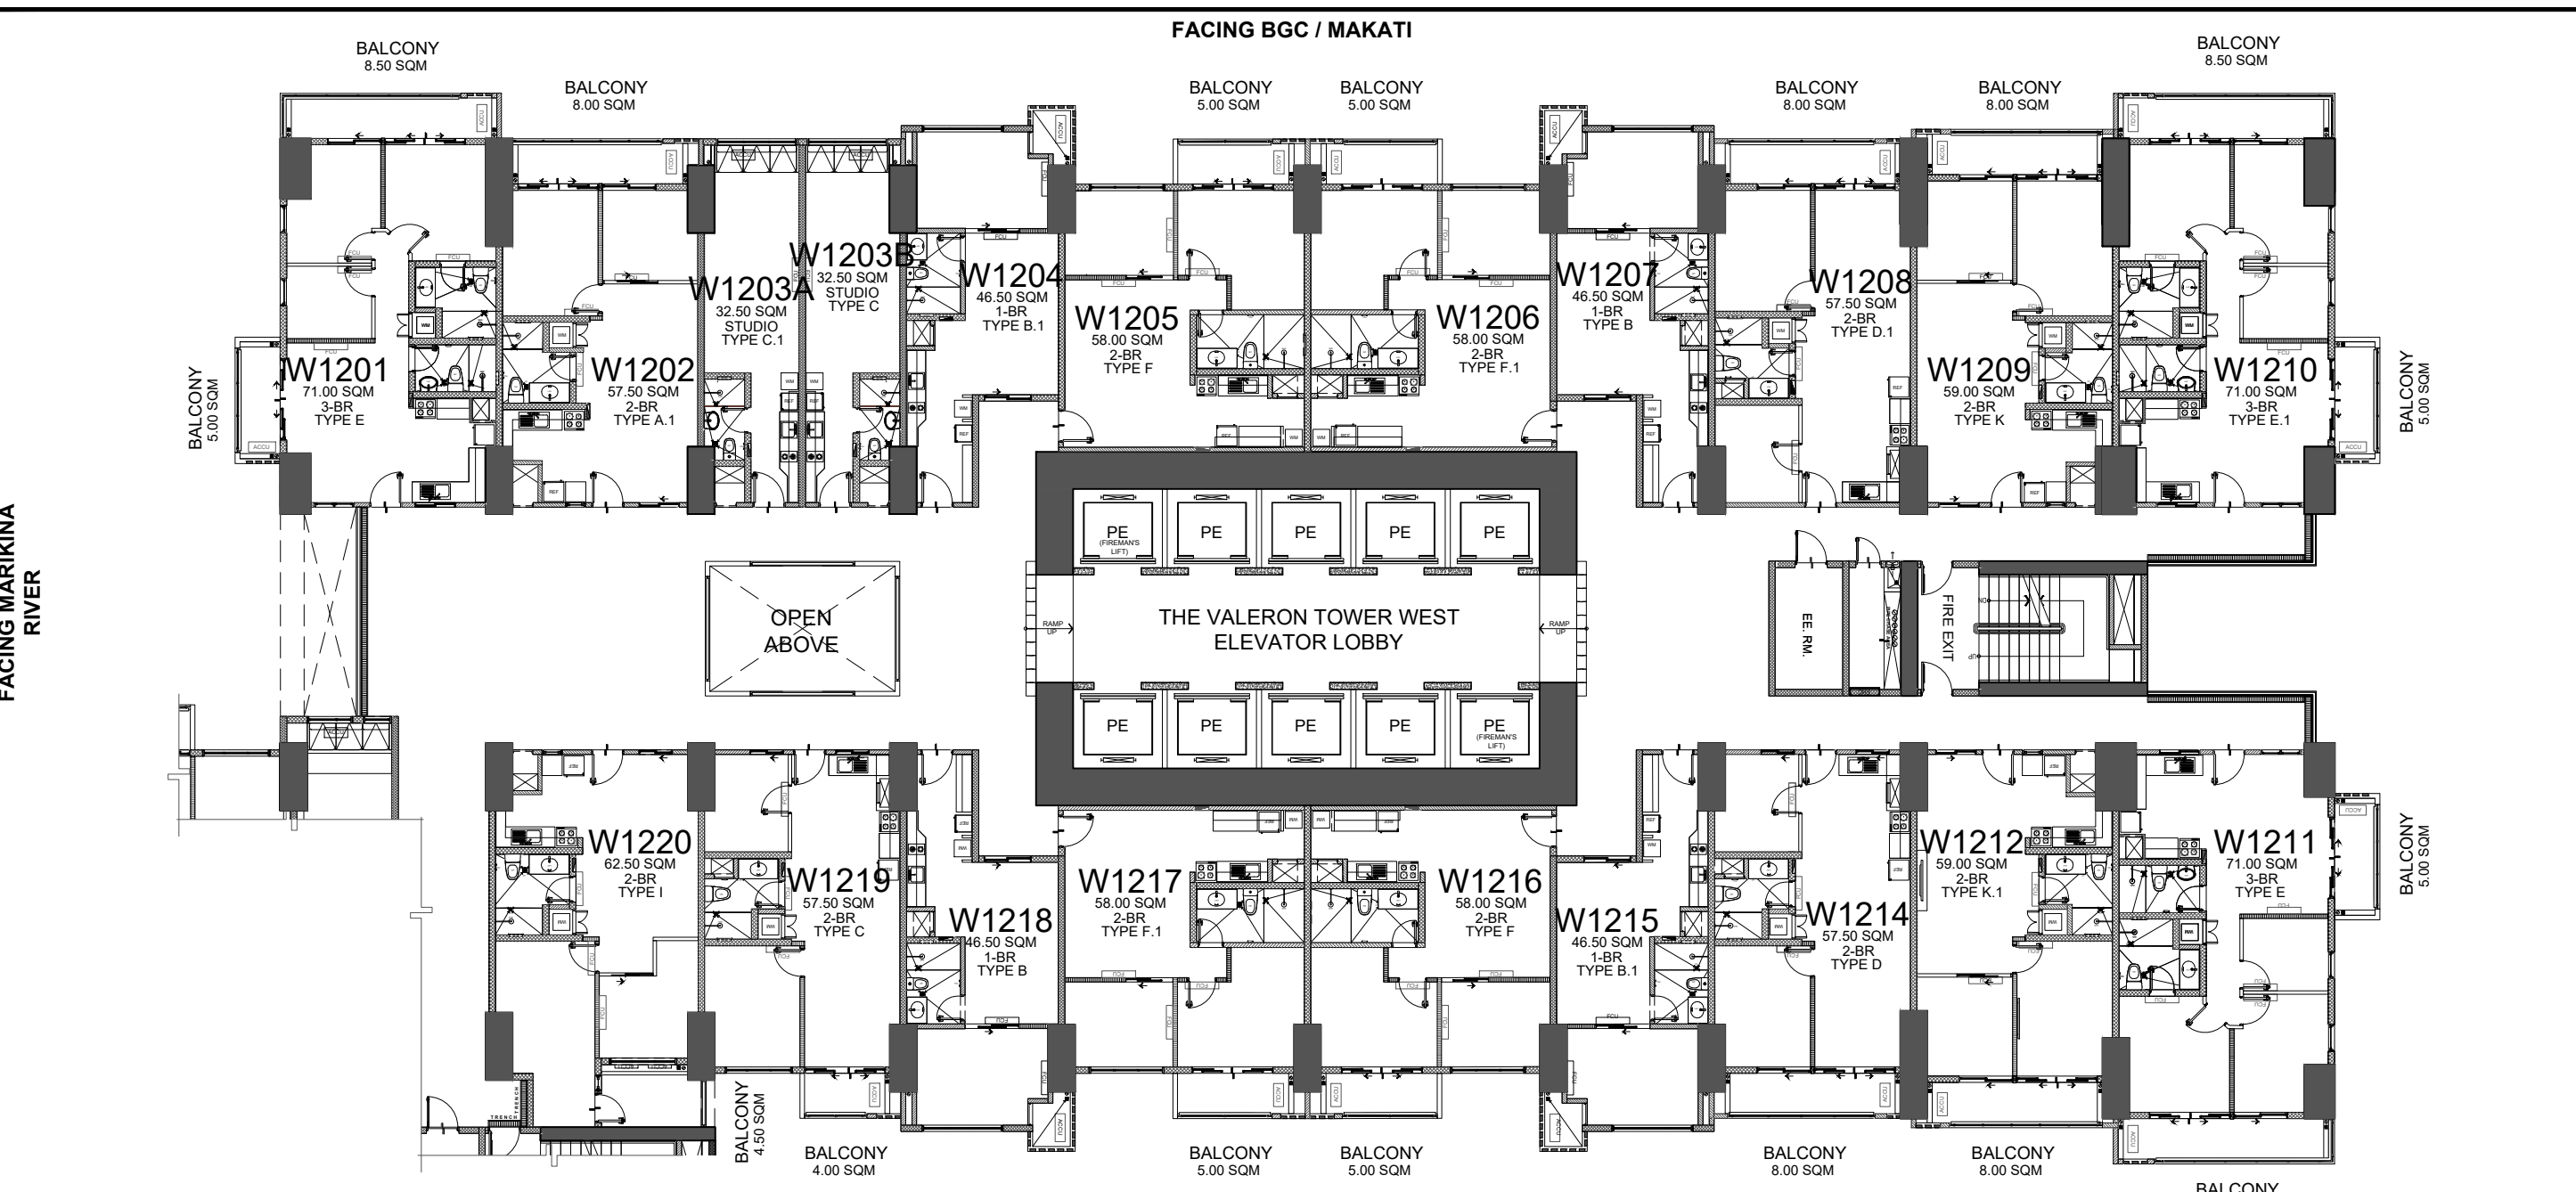 FACING BGC / MAKATI
BALCONY
8.50 SQM
BALCONY
8.00 SQM
BALCONY
5.00 SQM
BALCONY
5.00 SQM
BALCONY
8.00 SQM
BALCONY
8.00 SQM
BALCONY
8.50 SQM
BALCONY
5.00 SQM
W1201
71.00 SQM
3-BR
TYPE E
W1202
57.50 SQM
2-BR
TYPE A.1
W1203A
32.50 SQM
STUDIO
TYPE C.1
W1203B
32.50 SQM
STUDIO
TYPE C
W1204
46.50 SQM
1-BR
TYPE B.1
W1205
58.00 SQM
2-BR
TYPE F
W1206
58.00 SQM
2-BR
TYPE F.1
W1207
46.50 SQM
1-BR
TYPE B
W1208
57.50 SQM
2-BR
TYPE D.1
W1209
59.00 SQM
2-BR
TYPE K
W1210
71.00 SQM
3-BR
TYPE E.1
BALCONY
5.00 SQM
FACING MARIKINA
RIVER
PE
(FIREMAN'S
LIFT)
PE
PE
PE
PE
OPEN
ABOVE
RAMP
UP
THE VALERON TOWER WEST
ELEVATOR LOBBY
RAMP
UP
EE. RM.
FIRE EXIT
DN
UP
PE
PE
PE
PE
PE
(FIREMAN'S
LIFT)
W1220
62.50 SQM
2-BR
TYPE I
W1219
57.50 SQM
2-BR
TYPE C
W1218
46.50 SQM
1-BR
TYPE B
W1217
58.00 SQM
2-BR
TYPE F.1
W1216
58.00 SQM
2-BR
TYPE F
W1215
46.50 SQM
1-BR
TYPE B.1
W1214
57.50 SQM
2-BR
TYPE D
W1212
59.00 SQM
2-BR
TYPE K.1
W1211
71.00 SQM
3-BR
TYPE E
BALCONY
5.00 SQM
TRENCH
TRENCH
BALCONY
4.50 SQM
BALCONY
4.00 SQM
BALCONY
5.00 SQM
BALCONY
5.00 SQM
BALCONY
8.00 SQM
BALCONY
8.00 SQM
BALCONY